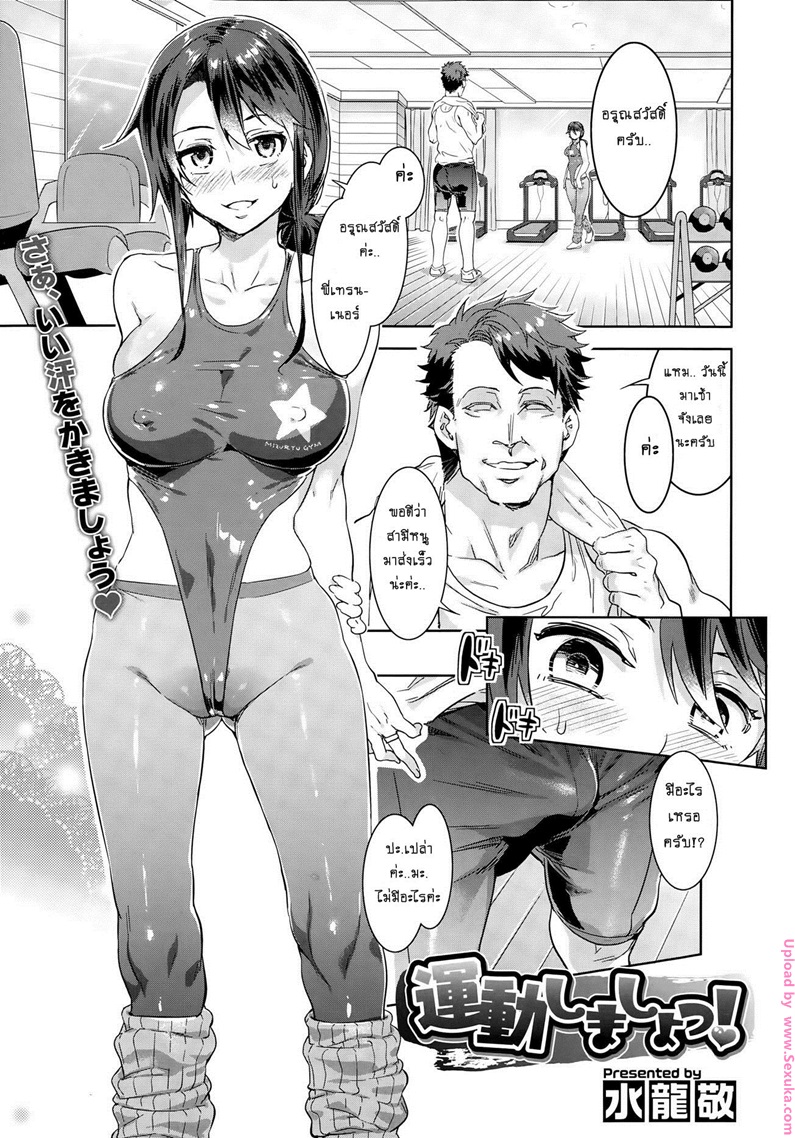 อรุณสวัสดิ์
ครับ..
ค่ะ
อรุณสวัสดิ์
ค่ะ..
พี่เทรน-
เนอร์
さあ、いい汗をかきましょう♥
MIZURYU GYM
แหม.. วันนี้
มาเช้า
จังเลย
นะครับ
ค่ะ
พอดีว่า
สามีหนู
มาส่งเร็ว
น่ะค่ะ..
ドキ
ドキ
มีอะไร
เหรอ
ครับ!?
ปะ.เปล่า
ค่ะ..มะ.
ไม่มีอะไรค่ะ
運動しましょっ!
Presented by
水龍敬
Upload by www.Sexuka.com